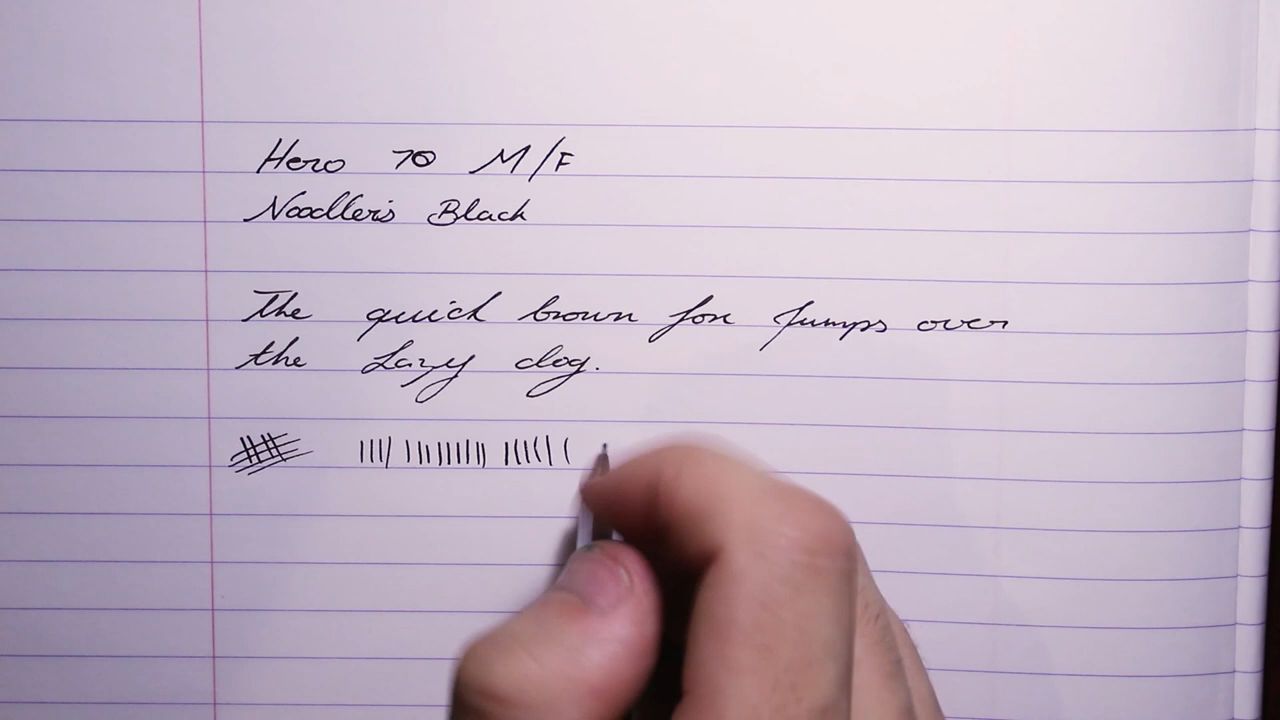 Hero 70 M/F
Noodler's Black
The quick brown fox jumps over
the lazy dog.